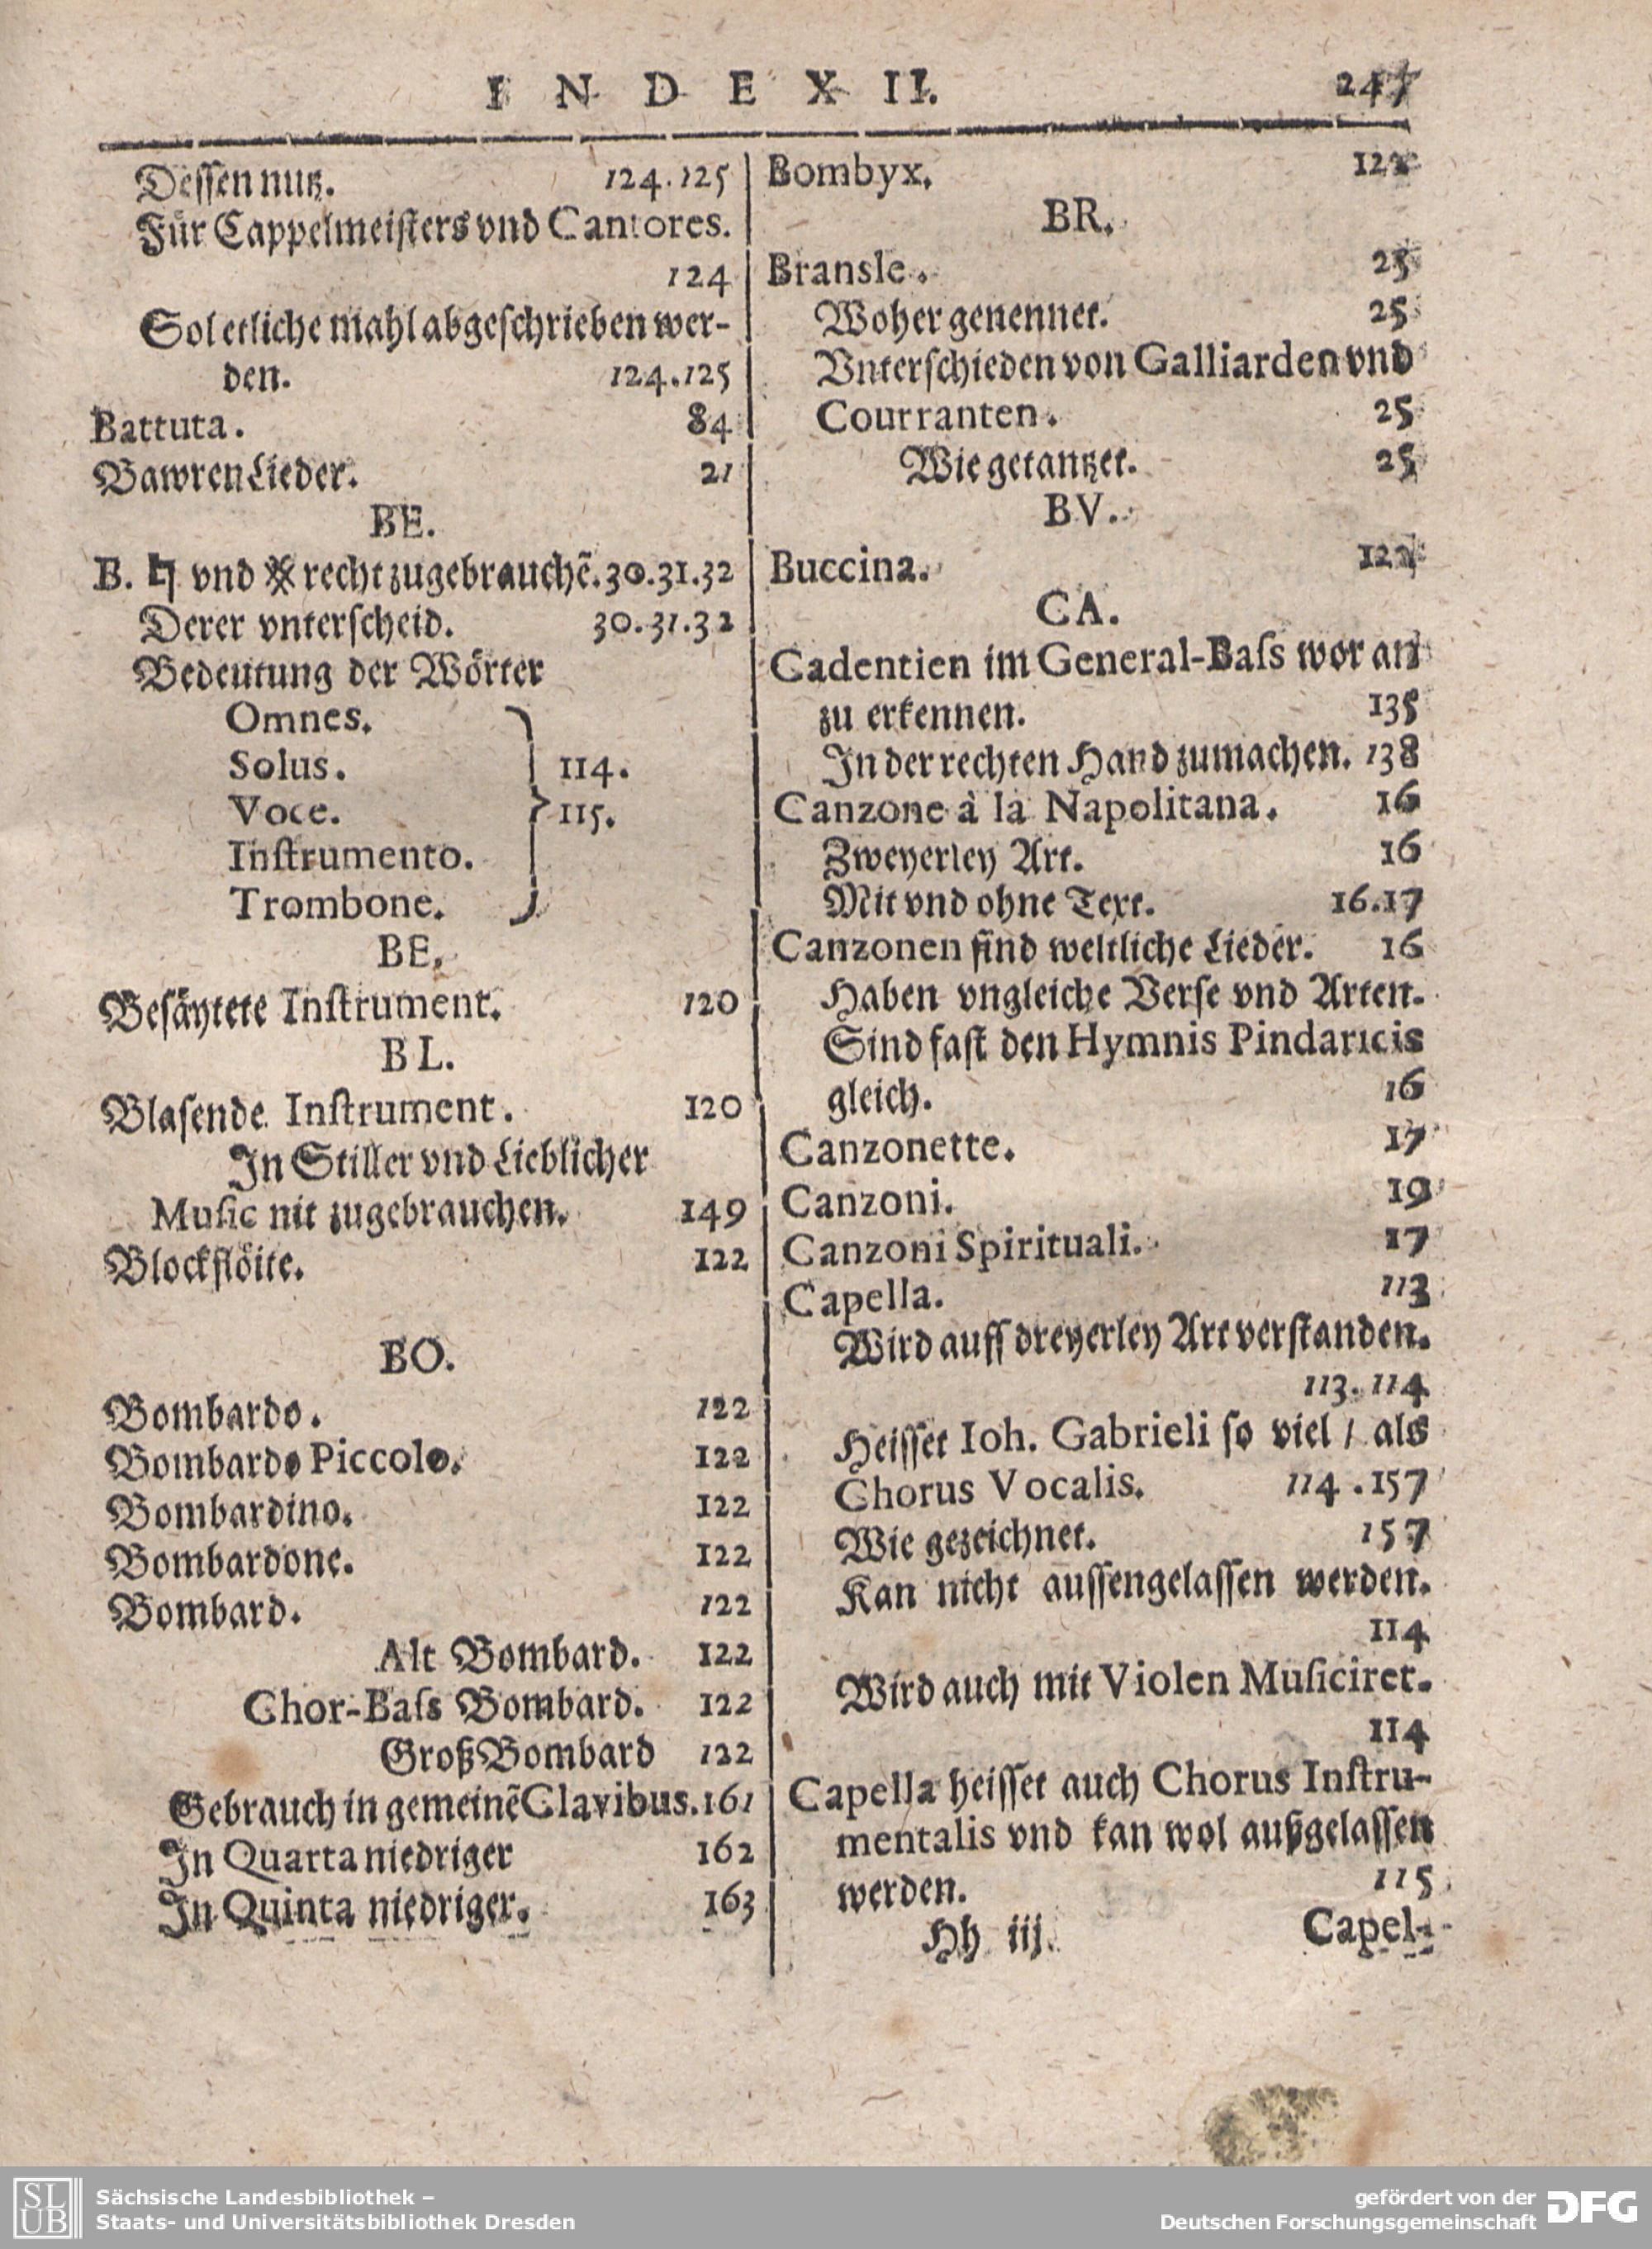 INDEX II. 247
Dessen nutz. 124.125
Für Cappelmeisters vnd Cantores.
124
Sol etliche mahl abgeschrieben wer-
den. 124.125
Battuta. 84
Bawren Lieder. 21
BE.
B. ♮ vnd ※ recht zugebrauchẽ. 30.31.32
Derer vnterscheid. 30.31.32
Bedeutung der Wörter
Omnes.
Solus. 114.
Voce. 115.
Instrumento.
Trombone.
BE.
Besäytete Instrument. 120
BL.
Blasende Instrument. 120
In Stiller vnd Lieblicher
Music nit zugebrauchen. 149
Blockflöite. 122
BO.
Bombardo. 122
Bombardo Piccolo. 122
Bombardino. 122
Bombardone. 122
Bombard. 122
Alt Bombard. 122
Chor-Baſs Bombard. 122
Groß Bombard 122
Gebrauch in gemeinẽ Clavibus. 161
In Quarta niedriger 162
In Quinta niedriger. 163
Bombyx. 122
BR.
Bransle. 25
Woher genennet. 25
Vnterschieden von Galliarden vnd
Courranten. 25
Wie getantzet. 25
BV.
Buccina. 122
CA.
Cadentien im General-Baſs wor an
zu erkennen. 135
In der rechten Hand zumachen. 138
Canzone à la Napolitana. 16
Zweyerley Art. 16
Mit vnd ohne Text. 16.17
Canzonen sind weltliche Lieder. 16
Haben vngleiche Verse vnd Arten.
Sind fast den Hymnis Pindaricis
gleich. 16
Canzonette. 17
Canzoni. 19
Canzoni Spirituali. 17
Capella. 113
Wird auff dreyerley Art verstanden.
113.114
Heisset Ioh. Gabrieli so viel / als
Chorus Vocalis. 114.157
Wie gezeichnet. 157
Kan nicht aussengelassen werden.
114
Wird auch mit Violen Musiciret.
114
Capella heisset auch Chorus Instru-
mentalis vnd kan wol außgelassen
werden. 115
Hh iij. Capel-
SLUB
Sächsische Landesbibliothek –
Staats- und Universitätsbibliothek Dresden
gefördert von der
Deutschen Forschungsgemeinschaft
DFG